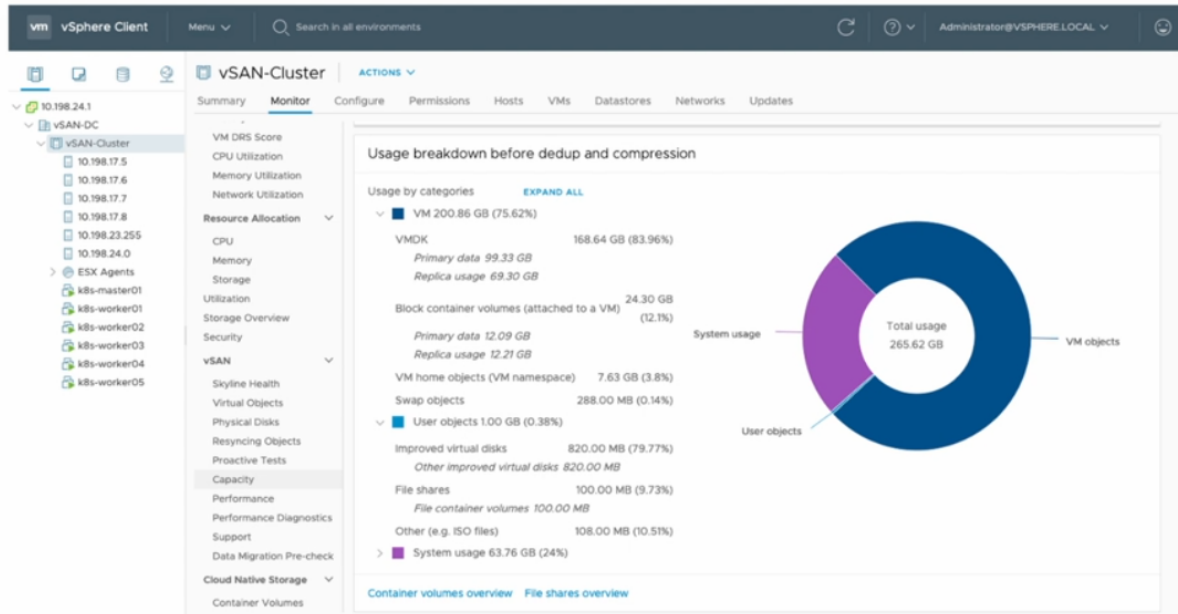 vm vSphere Client Menu Search in all environments Administrator@VSPHERE.LOCAL
10.198.24.1
vSAN-DC
vSAN-Cluster
10.198.17.5
10.198.17.6
10.198.17.7
10.198.17.8
10.198.23.255
10.198.24.0
ESX Agents
k8s-master01
k8s-worker01
k8s-worker02
k8s-worker03
k8s-worker04
k8s-worker05
vSAN-Cluster ACTIONS
Summary Monitor Configure Permissions Hosts VMs Datastores Networks Updates
VM DRS Score
CPU Utilization
Memory Utilization
Network Utilization
Resource Allocation
CPU
Memory
Storage
Utilization
Storage Overview
Security
vSAN
Skyline Health
Virtual Objects
Physical Disks
Resyncing Objects
Proactive Tests
Capacity
Performance
Performance Diagnostics
Support
Data Migration Pre-check
Cloud Native Storage
Container Volumes
Usage breakdown before dedup and compression
Usage by categories EXPAND ALL
VM 200.86 GB (75.62%)
VMDK 168.64 GB (83.96%)
Primary data 99.33 GB
Replica usage 69.30 GB
Block container volumes (attached to a VM) 24.30 GB
(12.1%)
Primary data 12.09 GB
Replica usage 12.21 GB
VM home objects (VM namespace) 7.63 GB (3.8%)
Swap objects 288.00 MB (0.14%)
User objects 1.00 GB (0.38%)
Improved virtual disks 820.00 MB (79.77%)
Other improved virtual disks 820.00 MB
File shares 100.00 MB (9.73%)
File container volumes 100.00 MB
Other (e.g. ISO files) 108.00 MB (10.51%)
System usage 63.76 GB (24%)
Container volumes overview File shares overview
System usage
Total usage
265.62 GB
VM objects
User objects